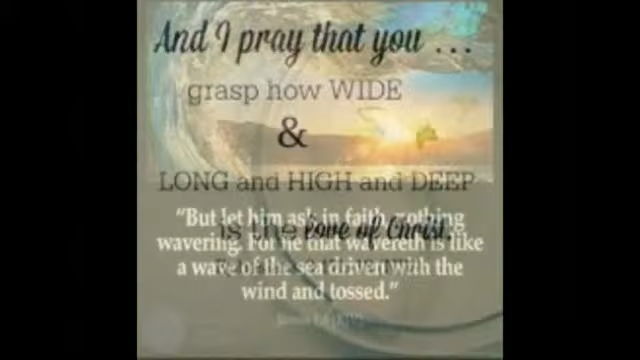 And I pray that you ...
grasp how WIDE
&
LONG and HIGH and DEEP
is the love of Christ.
“But let him ask in faith, nothing
wavering. For he that wavereth is like
a wave of the sea driven with the
wind and tossed.”